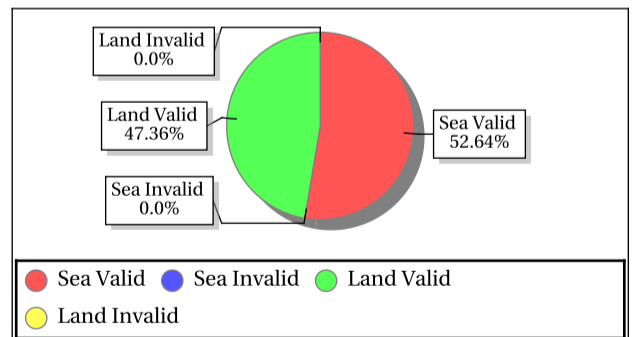 Land Invalid
0.0%
Land Valid
47.36%
Sea Valid
52.64%
Sea Invalid
0.0%
Sea Valid Sea Invalid Land Valid
Land Invalid